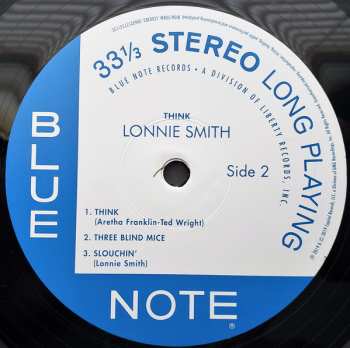 33⅓ STEREO LONG PLAYING
BLUE NOTE RECORDS • A DIVISION OF LIBERTY RECORDS, INC
THINK
LONNIE SMITH
Side 2
1. THINK
(Aretha Franklin-Ted Wright)
2. THREE BLIND MICE
3. SLOUCHIN'
(Lonnie Smith)
BLUE
NOTE®